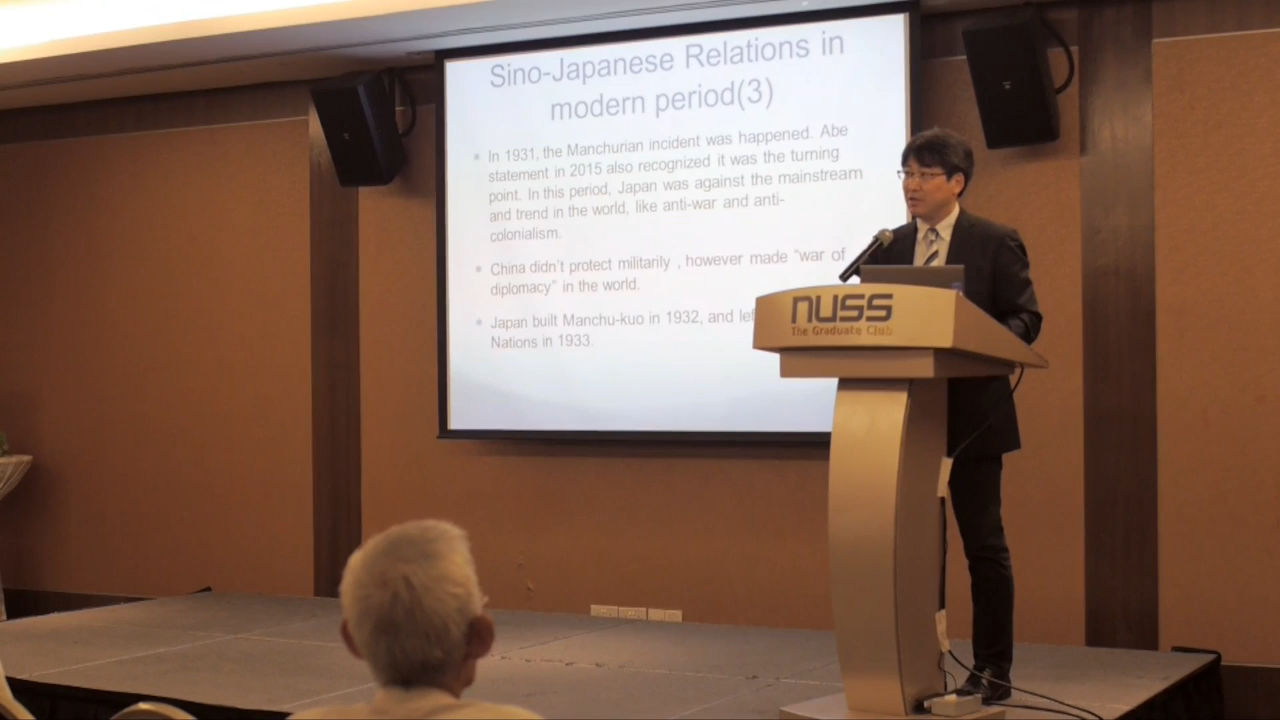 Sino-Japanese Relations in
modern period(3)
In 1931, the Manchurian incident was happened. Abe
statement in 2015 also recognized it was the turning
point. In this period, Japan was against the mainstream
and trend in the world, like anti-war and anti-
colonialism.
China didn't protect militarily , however made "war of
diplomacy" in the world.
Japan built Manchu-kuo in 1932, and
Nations in 1933.
nuss
The Graduate Club